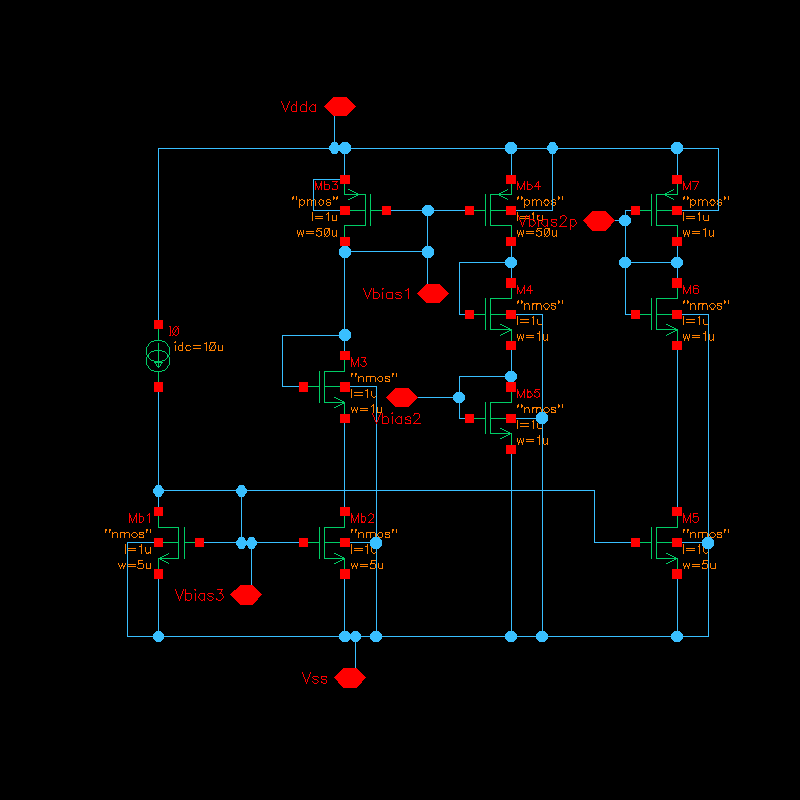 Vdda
Mb3
"pmos"
l=1u
w=50u
Mb4
"pmos"
l=1u
w=50u
M7
"pmos"
l=1u
w=1u
Vbias2p
Vbias1
M4
"nmos"
l=1u
w=1u
M6
"nmos"
l=1u
w=1u
I0
idc=10u
M3
"nmos"
l=1u
w=1u
Vbias2
Mb5
"nmos"
l=1u
w=1u
Mb1
"nmos"
l=1u
w=5u
Mb2
"nmos"
l=1u
w=5u
M5
"nmos"
l=1u
w=5u
Vbias3
Vss